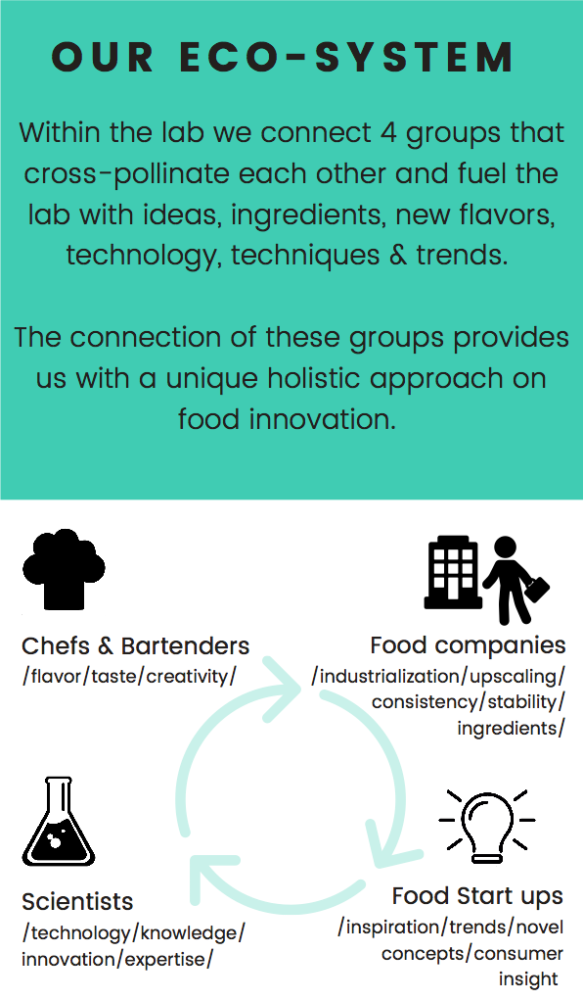 OUR ECO-SYSTEM
Within the lab we connect 4 groups that
cross-pollinate each other and fuel the
lab with ideas, ingredients, new flavors,
technology, techniques & trends.
The connection of these groups provides
us with a unique holistic approach on
food innovation.
Chefs & Bartenders
/flavor/taste/creativity/
Food companies
/industrialization/upscaling/
consistency/stability/
ingredients/
Scientists
/technology/knowledge/
innovation/expertise/
Food Start ups
/inspiration/trends/novel
concepts/consumer
insight